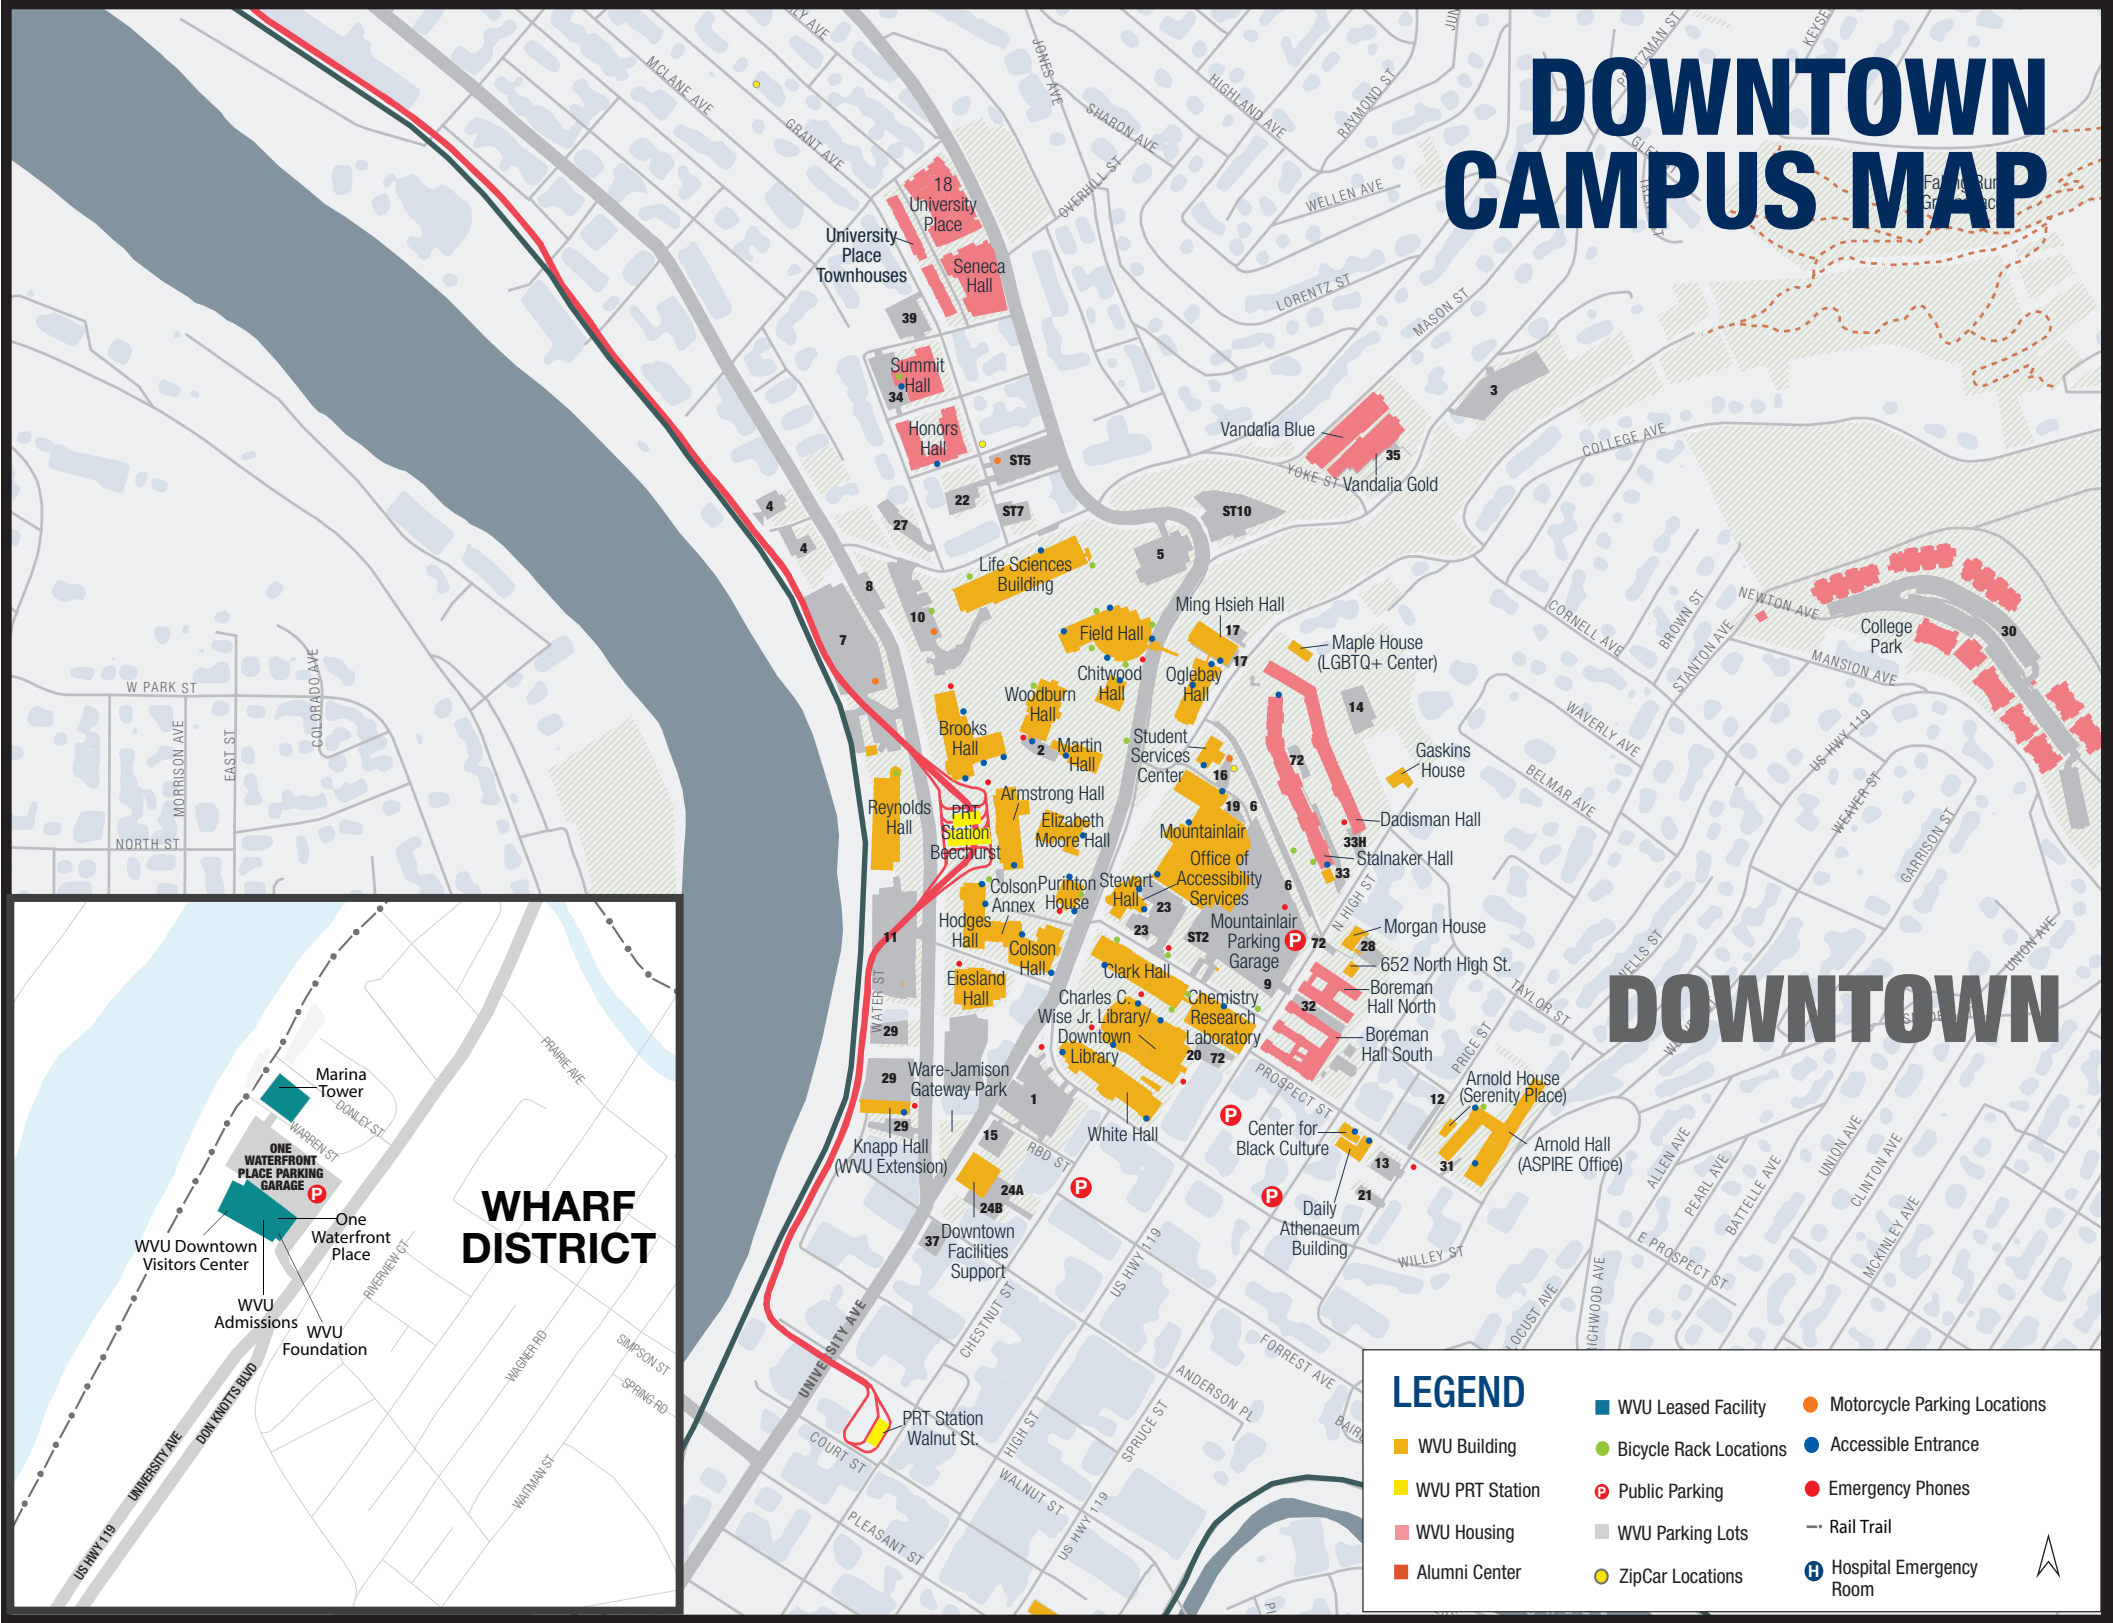 DOWNTOWN
CAMPUS MAP
MCLANE AVE
GRANT AVE
JONES AVE
SHARON AVE
OVERHILL ST
HIGHLAND AVE
RAYMOND ST
WELLEN AVE
LORENTZ ST
MASON ST
18
University
Place
University
Place
Townhouses
Seneca
Hall
39
Summit
Hall
34
Honors
Hall
ST5
22
ST7
27
4
4
8
10
7
Vandalia Blue
35
Vandalia Gold
YOKE ST
3
COLLEGE AVE
ST10
5
Life Sciences
Building
Field Hall
Ming Hsieh Hall
17
17
Chitwood
Hall
Oglebay
Hall
Maple House
(LGBTQ+ Center)
14
Woodburn
Hall
Brooks
Hall
2
Martin
Hall
Student
Services
Center
16
72
Gaskins
House
19
6
Reynolds
Hall
PRT
Station
Beechurst
Armstrong Hall
Elizabeth
Moore Hall
Mountainlair
Dadisman Hall
33H
Stalnaker Hall
33
Office of
Accessibility
Services
6
Colson
Annex
Purinton
House
Stewart
Hall
23
23
ST2
Mountainlair
Parking
Garage
P
72
N HIGH ST
Morgan House
28
652 North High St.
Boreman
Hall North
Hodges
Hall
Colson
Hall
11
Eiesland
Hall
Clark Hall
9
32
Charles C.
Wise Jr. Library/
Downtown
Library
Chemistry
Research
Laboratory
20
72
Boreman
Hall South
WATER ST
29
29
29
Ware-Jamison
Gateway Park
1
15
Knapp Hall
(WVU Extension)
White Hall
RBD ST
PROSPECT ST
P
P
P
Center for
Black Culture
13
21
Daily
Athenaeum
Building
12
Arnold House
(Serenity Place)
Arnold Hall
(ASPIRE Office)
31
24A
24B
37
Downtown
Facilities
Support
UNIVERSITY AVE
CHESTNUT ST
US HWY 119
WILLEY ST
FORREST AVE
ANDERSON PL
SPRUCE ST
HIGH ST
WALNUT ST
US HWY 119
PLEASANT ST
COURT ST
PRT Station
Walnut St.
CORNELL AVE
BROWN ST
STANTON AVE
NEWTON AVE
MANSION AVE
College
Park
30
WAVERLY AVE
BELMAR AVE
US HWY 119
WEAVER ST
GARRISON ST
UNION AVE
TAYLOR ST
PRICE ST
DOWNTOWN
ALLEN AVE
PEARL AVE
BATTELLE AVE
UNION AVE
CLINTON AVE
MCKINLEY AVE
E PROSPECT ST
W PARK ST
MORRISON AVE
EAST ST
COLORADO AVE
NORTH ST
Marina
Tower
DONLEY ST
WARREN ST
PRAIRIE AVE
ONE
WATERFRONT
PLACE PARKING
GARAGE
P
One
Waterfront
Place
WVU Downtown
Visitors Center
WVU
Admissions
WVU
Foundation
RIVERVIEW CT
WHARF
DISTRICT
WAGNER RD
SIMPSON ST
SPRING RD
WAITMAN ST
UNIVERSITY AVE
DON KNOTTS BLVD
US HWY 119
LEGEND
WVU Building
WVU PRT Station
WVU Housing
Alumni Center
WVU Leased Facility
Bicycle Rack Locations
P Public Parking
WVU Parking Lots
ZipCar Locations
Motorcycle Parking Locations
Accessible Entrance
Emergency Phones
Rail Trail
H Hospital Emergency
Room